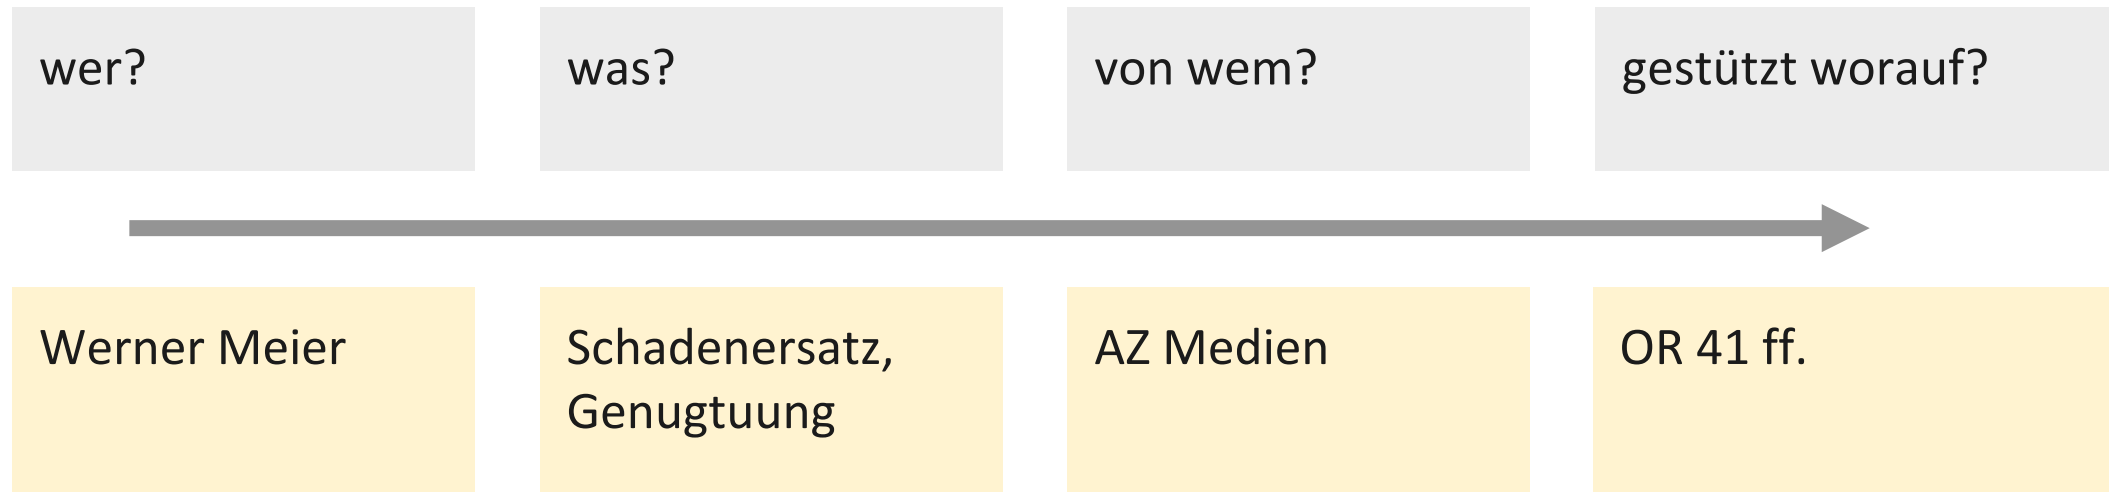 wer?
was?
von wem?
gestützt worauf?
Werner Meier
Schadenersatz,
Genugtuung
AZ Medien
OR 41 ff.